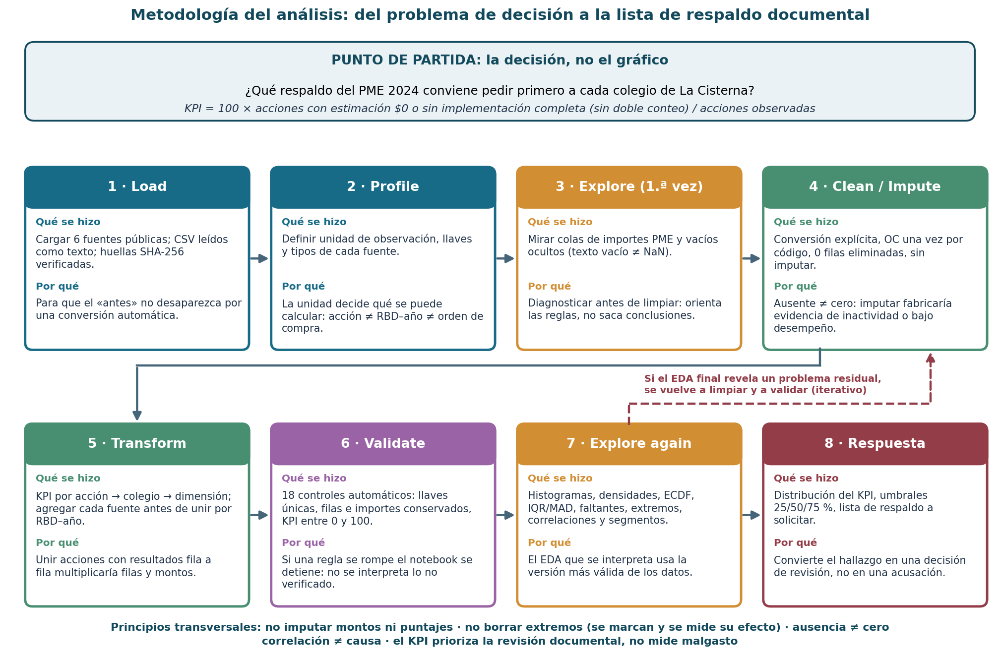 Metodología del análisis: del problema de decisión a la lista de respaldo documental
PUNTO DE PARTIDA: la decisión, no el gráfico
¿Qué respaldo del PME 2024 conviene pedir primero a cada colegio de La Cisterna?
KPI = 100 × acciones con estimación $0 o sin implementación completa (sin doble conteo) / acciones observadas
1 · Load
Qué se hizo
Cargar 6 fuentes públicas; CSV leídos
como texto; huellas SHA-256
verificadas.
Por qué
Para que el «antes» no desaparezca por
una conversión automática.
2 · Profile
Qué se hizo
Definir unidad de observación, llaves
y tipos de cada fuente.
Por qué
La unidad decide qué se puede
calcular: acción ≠ RBD–año ≠ orden de
compra.
3 · Explore (1.ª vez)
Qué se hizo
Mirar colas de importes PME y vacíos
ocultos (texto vacío ≠ NaN).
Por qué
Diagnosticar antes de limpiar: orienta
las reglas, no saca conclusiones.
4 · Clean / Impute
Qué se hizo
Conversión explícita, OC una vez por
código, 0 filas eliminadas, sin
imputar.
Por qué
Ausente ≠ cero: imputar fabricaría
evidencia de inactividad o bajo
desempeño.
Si el EDA final revela un problema residual,
se vuelve a limpiar y a validar (iterativo)
5 · Transform
Qué se hizo
KPI por acción → colegio → dimensión;
agregar cada fuente antes de unir por
RBD–año.
Por qué
Unir acciones con resultados fila a
fila multiplicaría filas y montos.
6 · Validate
Qué se hizo
18 controles automáticos: llaves
únicas, filas e importes conservados,
KPI entre 0 y 100.
Por qué
Si una regla se rompe el notebook se
detiene: no se interpreta lo no
verificado.
7 · Explore again
Qué se hizo
Histogramas, densidades, ECDF,
IQR/MAD, faltantes, extremos,
correlaciones y segmentos.
Por qué
El EDA que se interpreta usa la
versión más válida de los datos.
8 · Respuesta
Qué se hizo
Distribución del KPI, umbrales
25/50/75 %, lista de respaldo a
solicitar.
Por qué
Convierte el hallazgo en una decisión
de revisión, no en una acusación.
Principios transversales: no imputar montos ni puntajes · no borrar extremos (se marcan y se mide su efecto) · ausencia ≠ cero
correlación ≠ causa · el KPI prioriza la revisión documental, no mide malgasto